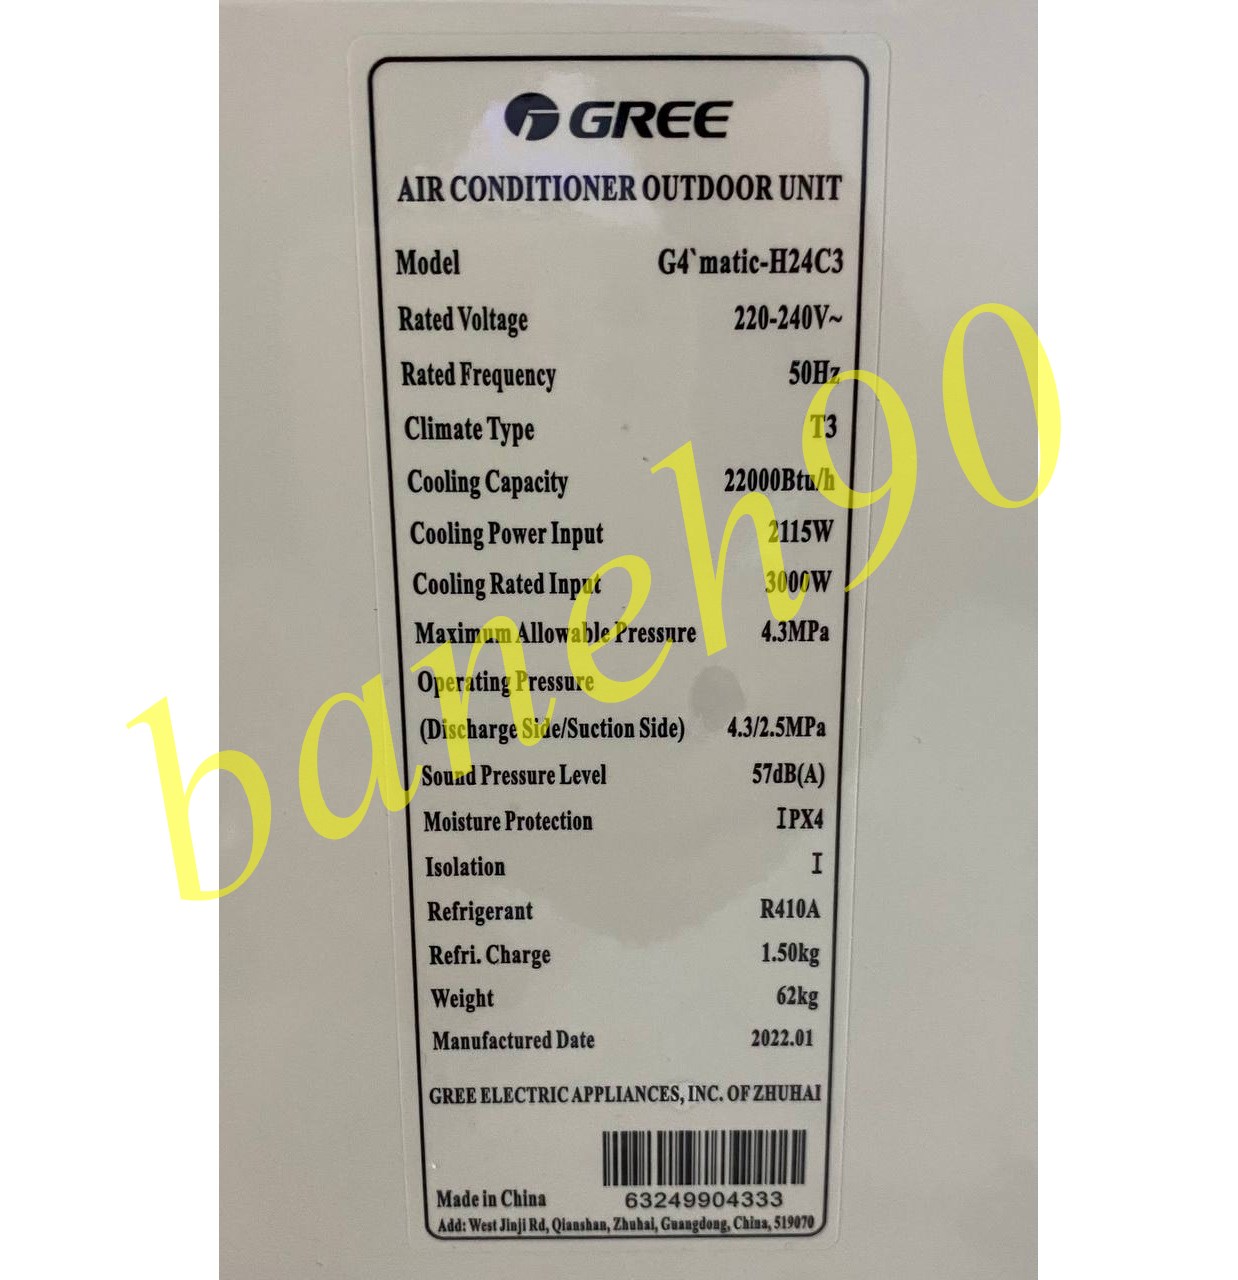 GREE
AIR CONDITIONER OUTDOOR UNIT
Model G4`matic-H24C3
Rated Voltage 220-240V~
Rated Frequency 50Hz
Climate Type T3
Cooling Capacity 22000Btu/h
Cooling Power Input 2115W
Cooling Rated Input 3000W
Maximum Allowable Pressure 4.3MPa
Operating Pressure
(Discharge Side/Suction Side) 4.3/2.5MPa
Sound Pressure Level 57dB(A)
Moisture Protection IPX4
Isolation I
Refrigerant R410A
Refri. Charge 1.50kg
Weight 62kg
Manufactured Date 2022.01
GREE ELECTRIC APPLIANCES, INC. OF ZHUHAI
Made in China 63249904333
Add: West Jinji Rd, Qianshan, Zhuhai, Guangdong, China, 519070
baneh90